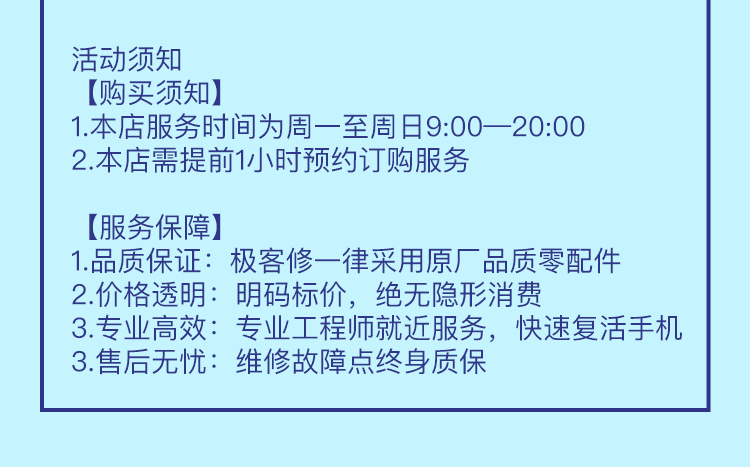 活动须知
【购买须知】
1.本店服务时间为周一至周日9:00—20:00
2.本店需提前1小时预约订购服务
【服务保障】
1.品质保证：极客修一律采用原厂品质零配件
2.价格透明：明码标价，绝无隐形消费
3.专业高效：专业工程师就近服务，快速复活手机
3.售后无忧：维修故障点终身质保